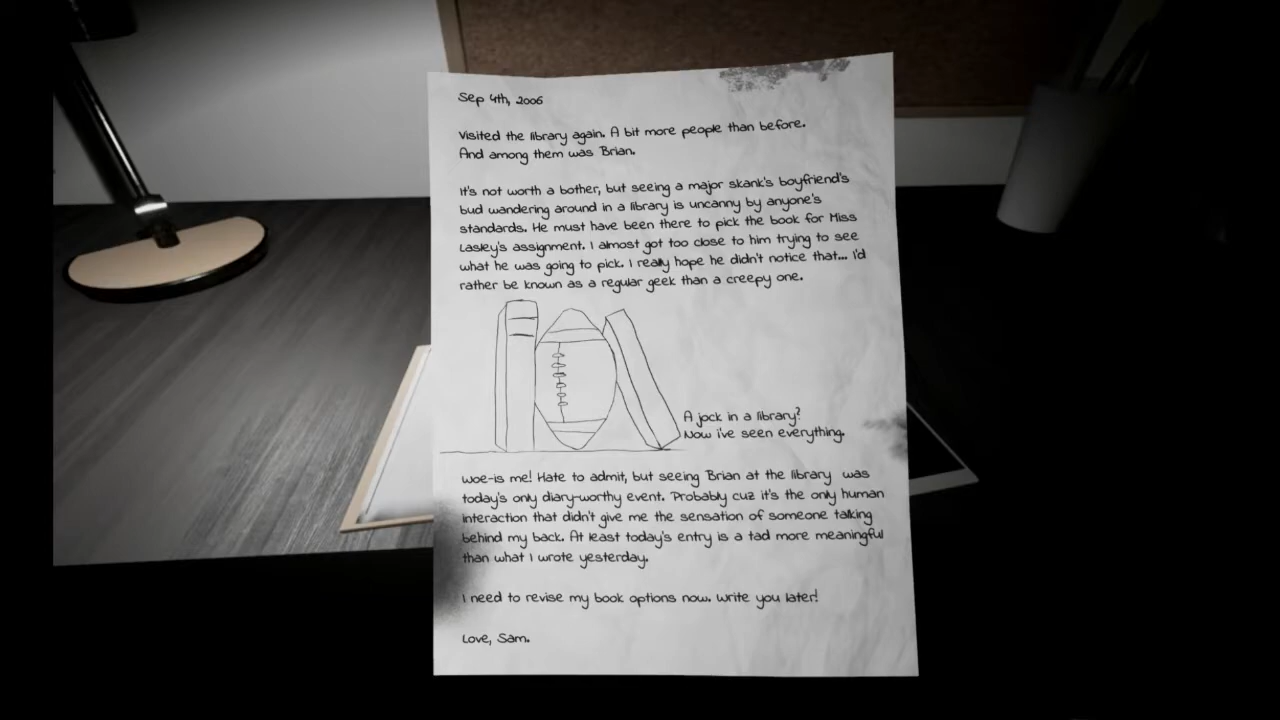 Sep 4th, 2006
Visited the library again. A bit more people than before.
And among them was Brian.
It's not worth a bother, but seeing a major skank's boyfriend's
bud wandering around in a library is uncanny by anyone's
standards. He must have been there to pick the book for Miss
Lasley's assignment. I almost got too close to him trying to see
what he was going to pick. I really hope he didn't notice that... I'd
rather be known as a regular geek than a creepy one.
A jock in a library?
Now i've seen everything.
Woe-is me! Hate to admit, but seeing Brian at the library was
today's only diary-worthy event. Probably cuz it's the only human
interaction that didn't give me the sensation of someone talking
behind my back. At least today's entry is a tad more meaningful
than what I wrote yesterday.
I need to revise my book options now. Write you later!
Love, Sam.